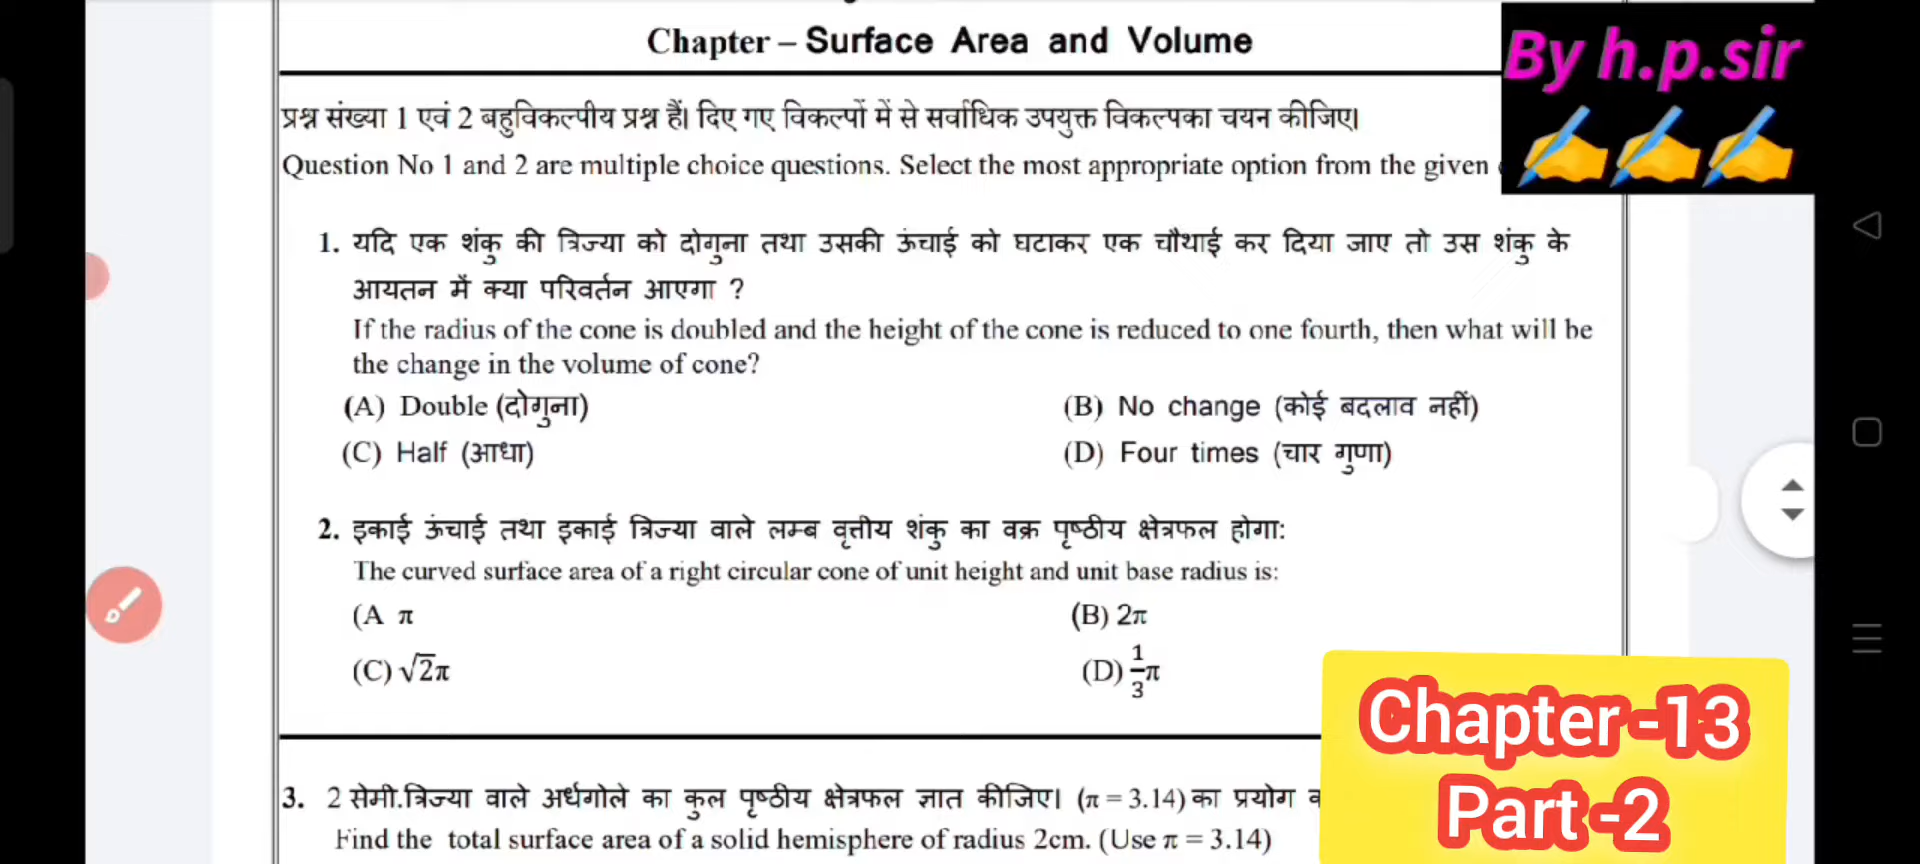 Chapter – Surface Area and Volume
By h.p.sir
प्रश्न संख्या 1 एवं 2 बहुविकल्पीय प्रश्न हैं। दिए गए विकल्पों में से सर्वाधिक उपयुक्त विकल्पका चयन कीजिए।
Question No 1 and 2 are multiple choice questions. Select the most appropriate option from the given
1. यदि एक शंकु की त्रिज्या को दोगुना तथा उसकी ऊंचाई को घटाकर एक चौथाई कर दिया जाए तो उस शंकु के
आयतन में क्या परिवर्तन आएगा ?
If the radius of the cone is doubled and the height of the cone is reduced to one fourth, then what will be
the change in the volume of cone?
(A) Double (दोगुना) (B) No change (कोई बदलाव नहीं)
(C) Half (आधा) (D) Four times (चार गुणा)
2. इकाई ऊंचाई तथा इकाई त्रिज्या वाले लम्ब वृत्तीय शंकु का वक्र पृष्ठीय क्षेत्रफल होगा:
The curved surface area of a right circular cone of unit height and unit base radius is:
(A π (B) 2π
(C) √2π (D) 1/3 π
3. 2 सेमी.त्रिज्या वाले अर्धगोले का कुल पृष्ठीय क्षेत्रफल ज्ञात कीजिए। (π = 3.14) का प्रयोग
Find the total surface area of a solid hemisphere of radius 2cm. (Use π = 3.14)
Chapter-13
Part-2